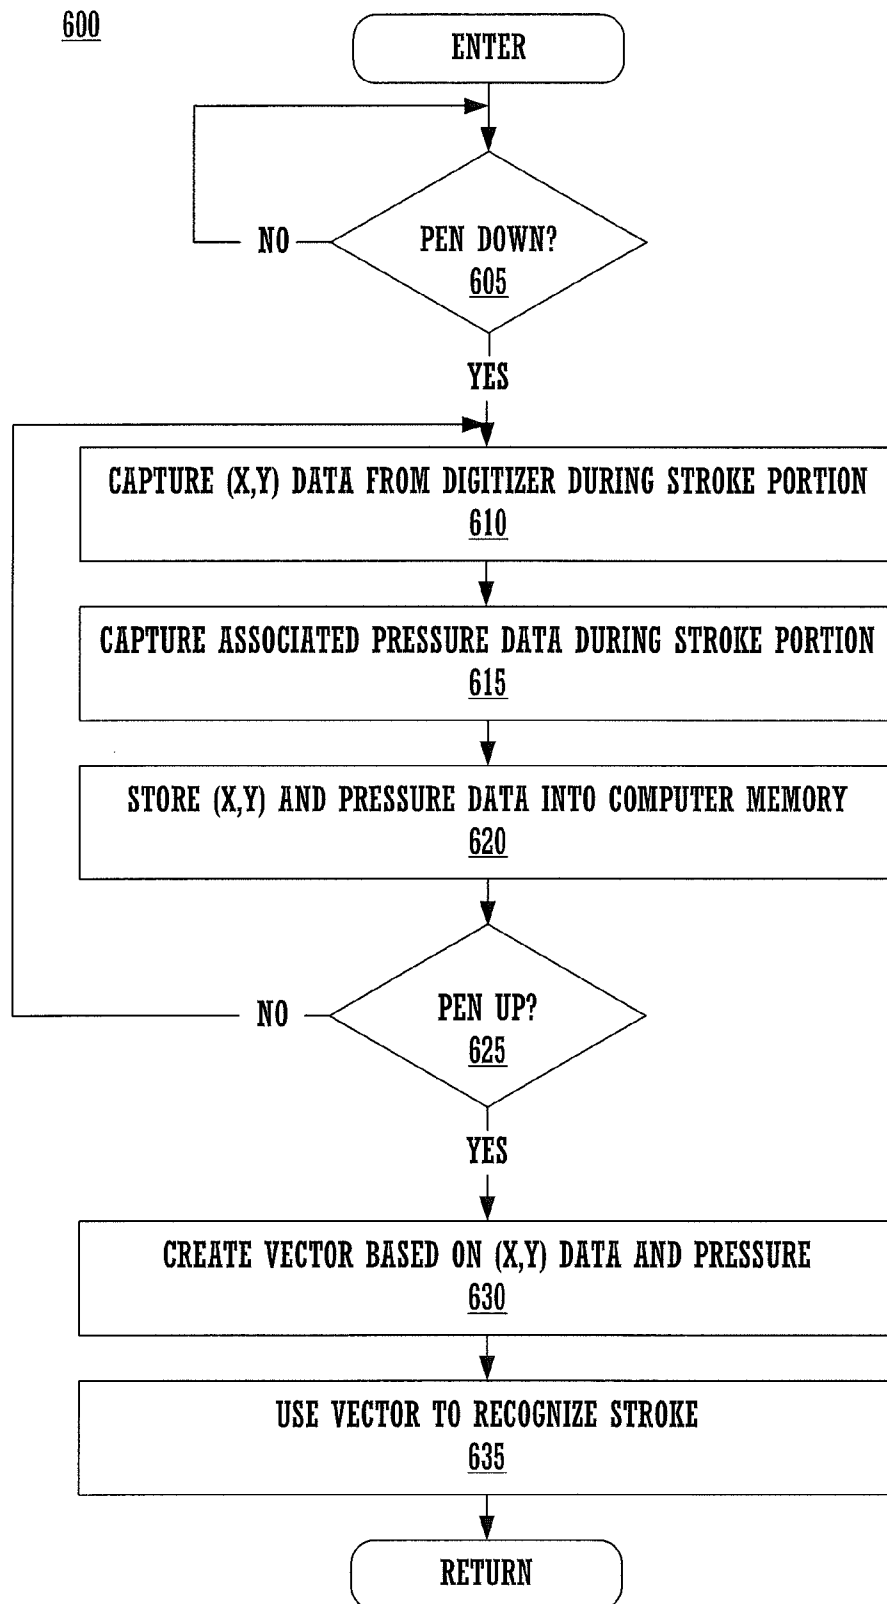 600
ENTER
PEN DOWN?
605
NO
YES
CAPTURE (X,Y) DATA FROM DIGITIZER DURING STROKE PORTION
610
CAPTURE ASSOCIATED PRESSURE DATA DURING STROKE PORTION
615
STORE (X,Y) AND PRESSURE DATA INTO COMPUTER MEMORY
620
PEN UP?
625
NO
YES
CREATE VECTOR BASED ON (X,Y) DATA AND PRESSURE
630
USE VECTOR TO RECOGNIZE STROKE
635
RETURN